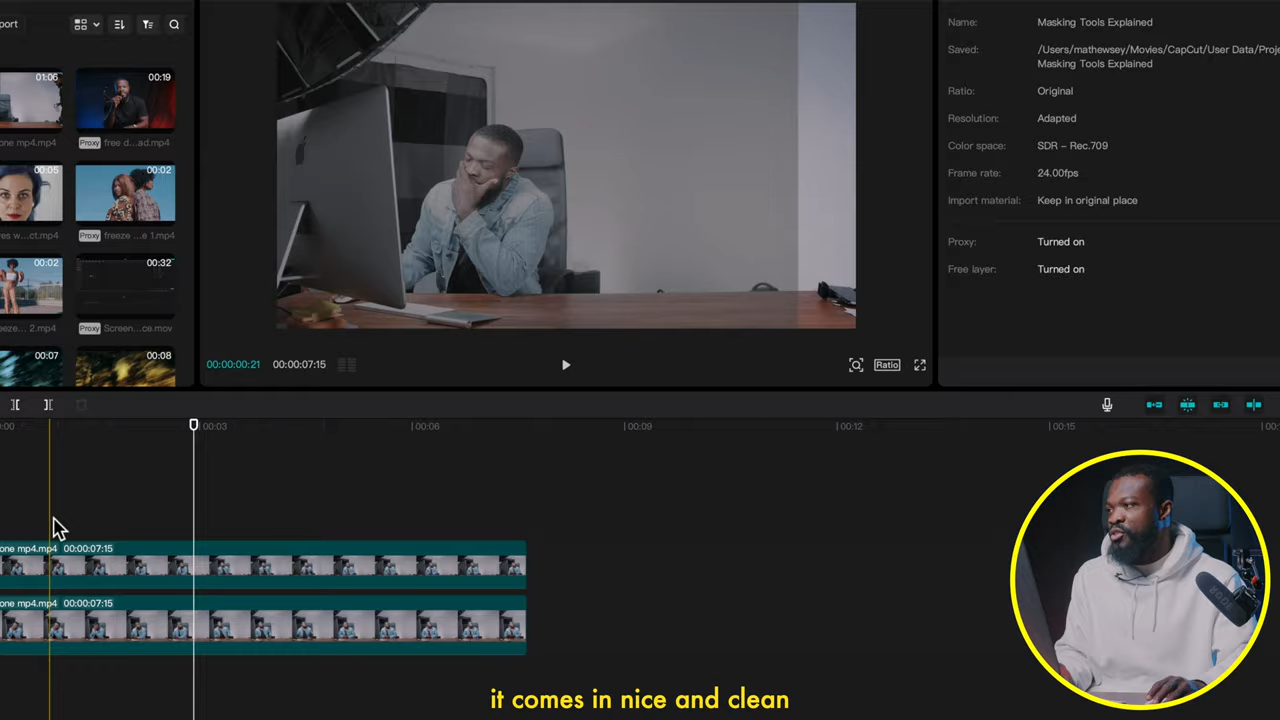 port
01:06
00:19
one mp4.mp4
Proxy free d...ad.mp4
00:05
00:02
res w...ct.mp4
Proxy freeze ...e 1.mp4
00:02
00:32
eeze... 2.mp4
Proxy Screen...ce.mov
00:07
00:08
Name: Masking Tools Explained
Saved: /Users/mathewsey/Movies/CapCut/User Data/Proje
Masking Tools Explained
Ratio: Original
Resolution: Adapted
Color space: SDR – Rec.709
Frame rate: 24.00fps
Import material: Keep in original place
Proxy: Turned on
Free layer: Turned on
00:00:00:21 00:00:07:15
Ratio
0:00 00:03 00:06 00:09 00:12 00:15 00:
one mp4.mp4 00:00:07:15
one mp4.mp4 00:00:07:15
RODE
it comes in nice and clean